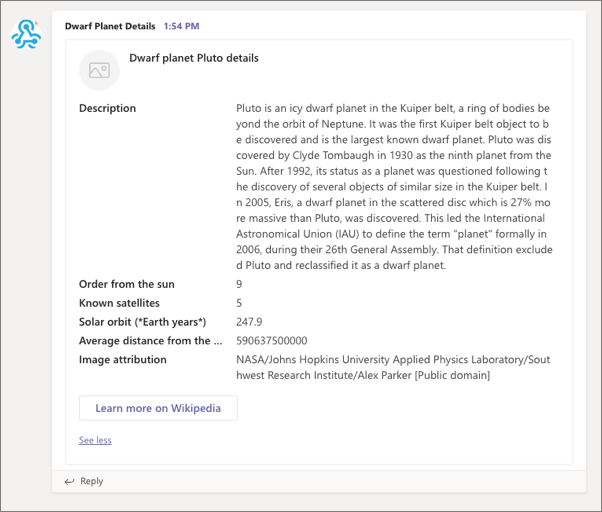 Dwarf Planet Details 1:54 PM
Dwarf planet Pluto details
Description
Pluto is an icy dwarf planet in the Kuiper belt, a ring of bodies be
yond the orbit of Neptune. It was the first Kuiper belt object to b
e discovered and is the largest known dwarf planet. Pluto was dis
covered by Clyde Tombaugh in 1930 as the ninth planet from the
Sun. After 1992, its status as a planet was questioned following t
he discovery of several objects of similar size in the Kuiper belt. I
n 2005, Eris, a dwarf planet in the scattered disc which is 27% mo
re massive than Pluto, was discovered. This led the International
Astronomical Union (IAU) to define the term "planet" formally in
2006, during their 26th General Assembly. That definition exclude
d Pluto and reclassified it as a dwarf planet.
Order from the sun 9
Known satellites 5
Solar orbit (*Earth years*) 247.9
Average distance from the ... 590637500000
Image attribution NASA/Johns Hopkins University Applied Physics Laboratory/Sout
hwest Research Institute/Alex Parker [Public domain]
Learn more on Wikipedia
See less
Reply